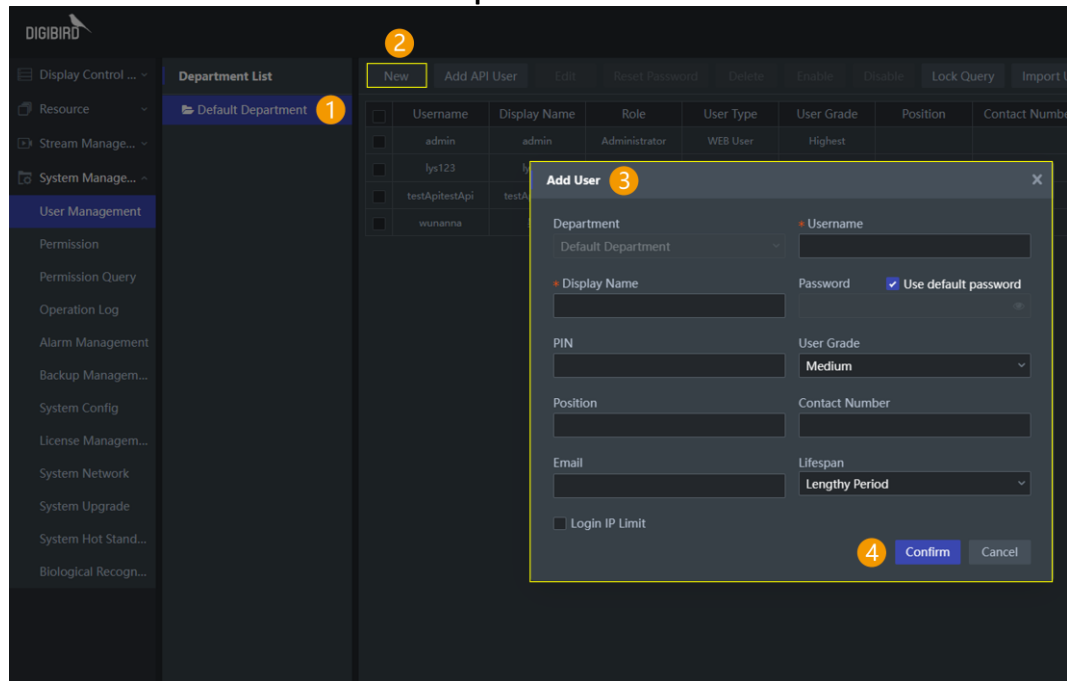 DIGIBIRD
2
Display Control ...
Department List
New
Add API User
Edit
Reset Password
Delete
Enable
Disable
Lock Query
Import U
Resource
Default Department
1
Username
Display Name
Role
User Type
User Grade
Position
Contact Numbe
admin
admin
Administrator
WEB User
Highest
Stream Manage...
lys123
ly
System Manage...
testApitestApi
testA
User Management
wunanna
Permission
Permission Query
Operation Log
Alarm Management
Backup Managem...
System Config
License Managem...
System Network
System Upgrade
System Hot Stand...
Biological Recogn...
Add User
3
Department
* Username
Default Department
* Display Name
Password
Use default password
PIN
User Grade
Medium
Position
Contact Number
Email
Lifespan
Lengthy Period
Login IP Limit
4
Confirm
Cancel